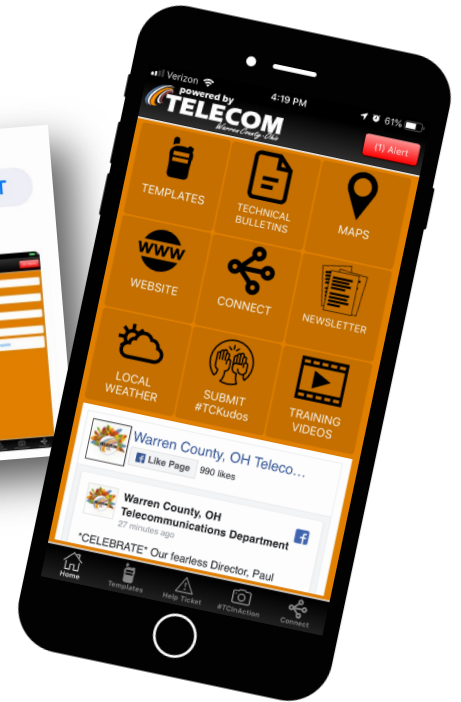 Verizon
4:19 PM
61%
powered by
TELECOM
Warren County, Ohio
(1) Alert
TEMPLATES
TECHNICAL
BULLETINS
MAPS
WWW
WEBSITE
CONNECT
NEWSLETTER
LOCAL
WEATHER
SUBMIT
#TCKudos
TRAINING
VIDEOS
Warren County, OH Teleco...
Like Page
990 likes
Warren County, OH
Telecommunications Department
27 minutes ago
*CELEBRATE* Our fearless Director, Paul
Home
Templates
Help Ticket
#TCInAction
Connect